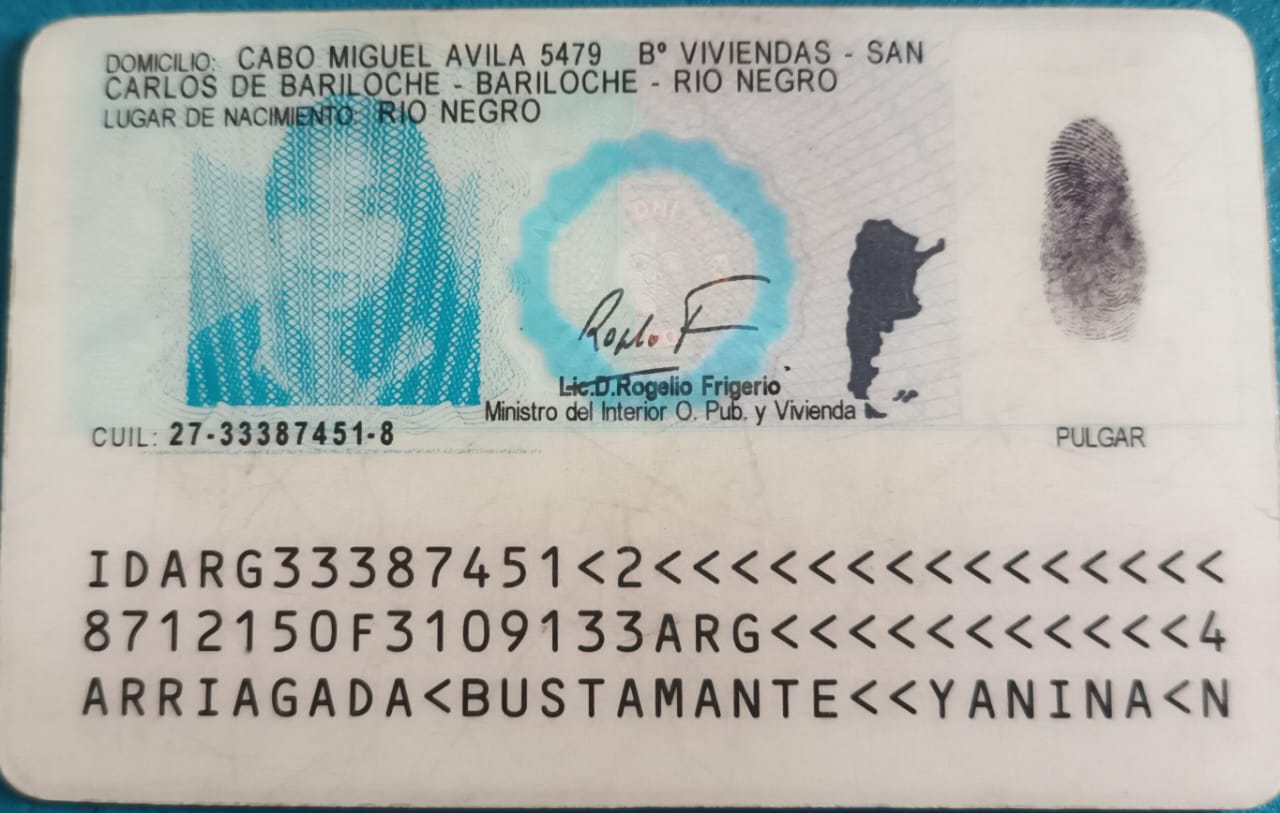 DOMICILIO: CABO MIGUEL AVILA 5479 Bº VIVIENDAS - SAN
CARLOS DE BARILOCHE - BARILOCHE - RIO NEGRO
LUGAR DE NACIMIENTO: RIO NEGRO
Lic.D.Rogelio Frigerio
Ministro del Interior O. Pub. y Vivienda
CUIL: 27-33387451-8
PULGAR
IDARG33387451<2<<<<<<<<<<<<<<<
8712150F3109133ARG<<<<<<<<<<<4
ARRIAGADA<BUSTAMANTE<<YANINA<N